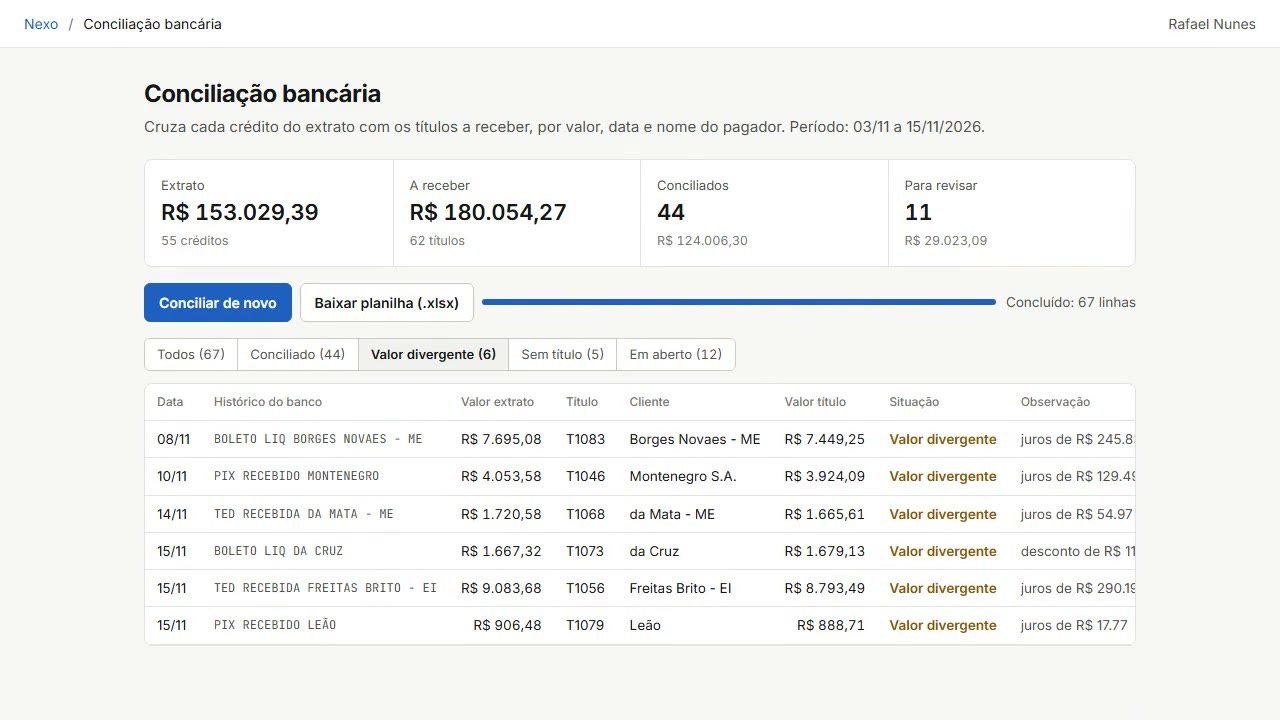 Nexo / Conciliação bancária Rafael Nunes
Conciliação bancária
Cruza cada crédito do extrato com os títulos a receber, por valor, data e nome do pagador. Período: 03/11 a 15/11/2026.
Extrato A receber Conciliados Para revisar
R$ 153.029,39 R$ 180.054,27 44 11
55 créditos 62 títulos R$ 124.006,30 R$ 29.023,09
Conciliar de novo Baixar planilha (.xlsx) Concluído: 67 linhas
Todos (67) Conciliado (44) Valor divergente (6) Sem título (5) Em aberto (12)
Data Histórico do banco Valor extrato Título Cliente Valor título Situação Observação
08/11 BOLETO LIQ BORGES NOVAES - ME R$ 7.695,08 T1083 Borges Novaes - ME R$ 7.449,25 Valor divergente juros de R$ 245.8
10/11 PIX RECEBIDO MONTENEGRO R$ 4.053,58 T1046 Montenegro S.A. R$ 3.924,09 Valor divergente juros de R$ 129.49
14/11 TED RECEBIDA DA MATA - ME R$ 1.720,58 T1068 da Mata - ME R$ 1.665,61 Valor divergente juros de R$ 54.97
15/11 BOLETO LIQ DA CRUZ R$ 1.667,32 T1073 da Cruz R$ 1.679,13 Valor divergente desconto de R$ 11
15/11 TED RECEBIDA FREITAS BRITO - EI R$ 9.083,68 T1056 Freitas Brito - EI R$ 8.793,49 Valor divergente juros de R$ 290.19
15/11 PIX RECEBIDO LEÃO R$ 906,48 T1079 Leão R$ 888,71 Valor divergente juros de R$ 17.77